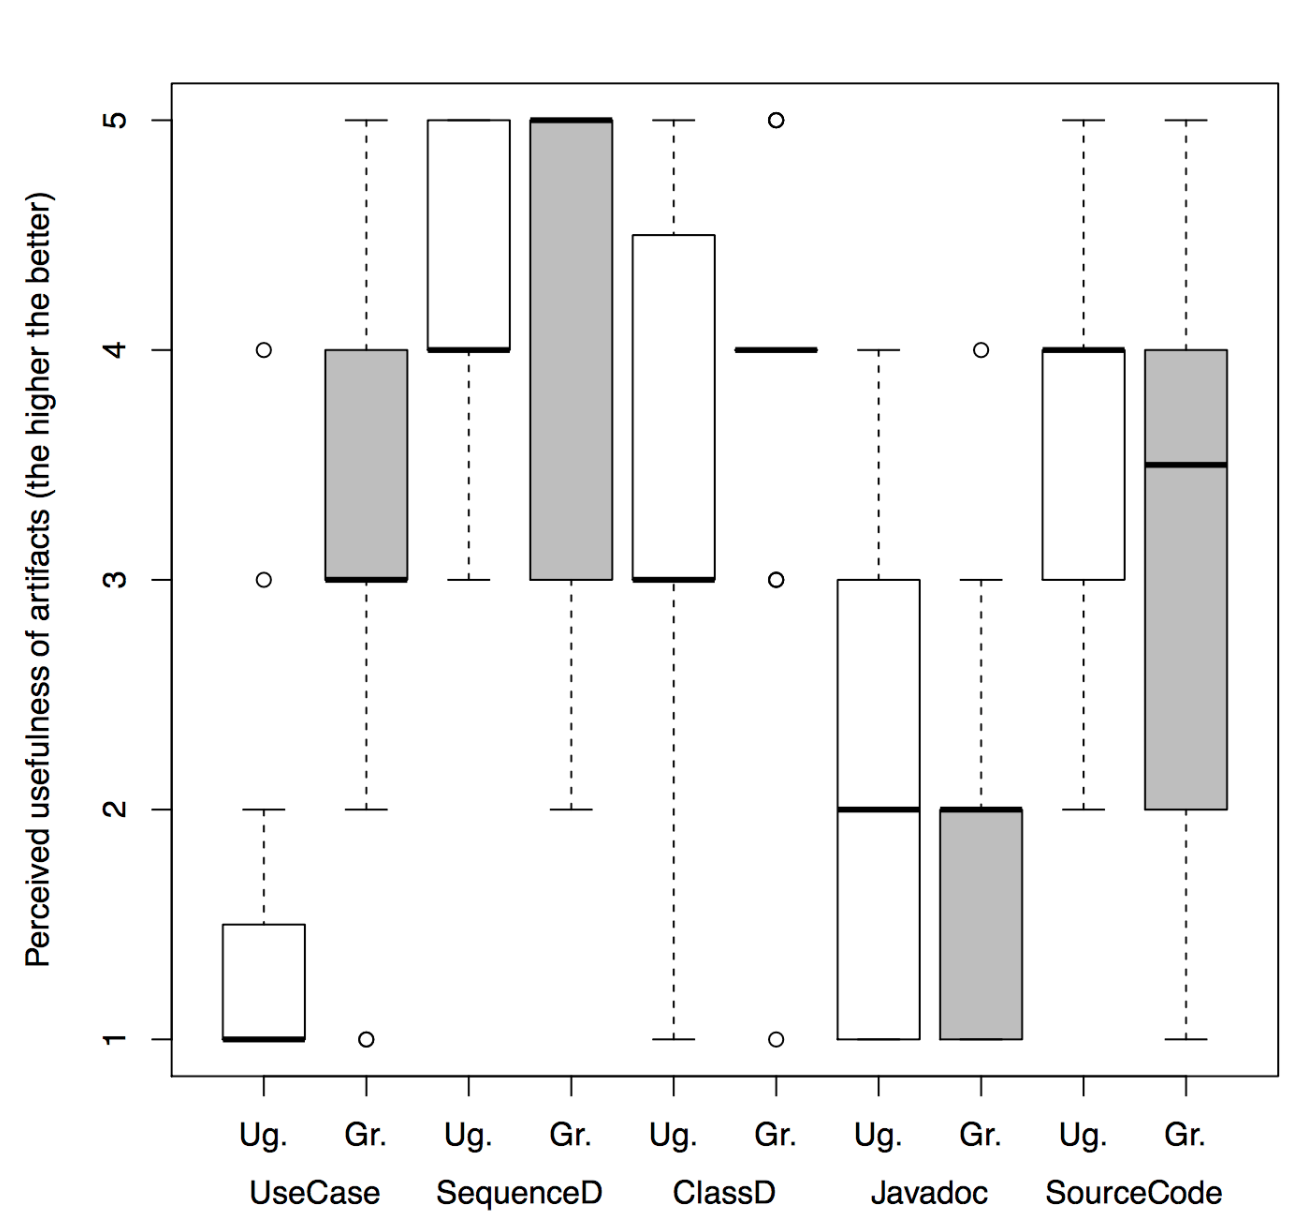 Perceived usefulness of artifacts (the higher the better)
5
4
3
2
1
Ug. Gr. Ug. Gr. Ug. Gr. Ug. Gr. Ug. Gr.
UseCase SequenceD ClassD Javadoc SourceCode